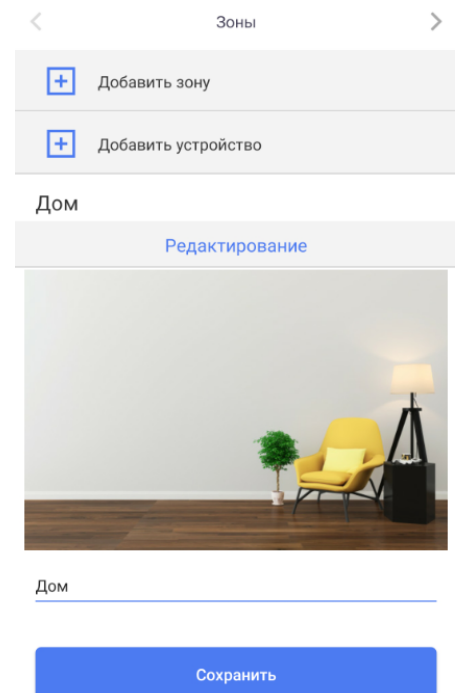 Зоны
Добавить зону
Добавить устройство
Дом
Редактирование
Дом
Сохранить